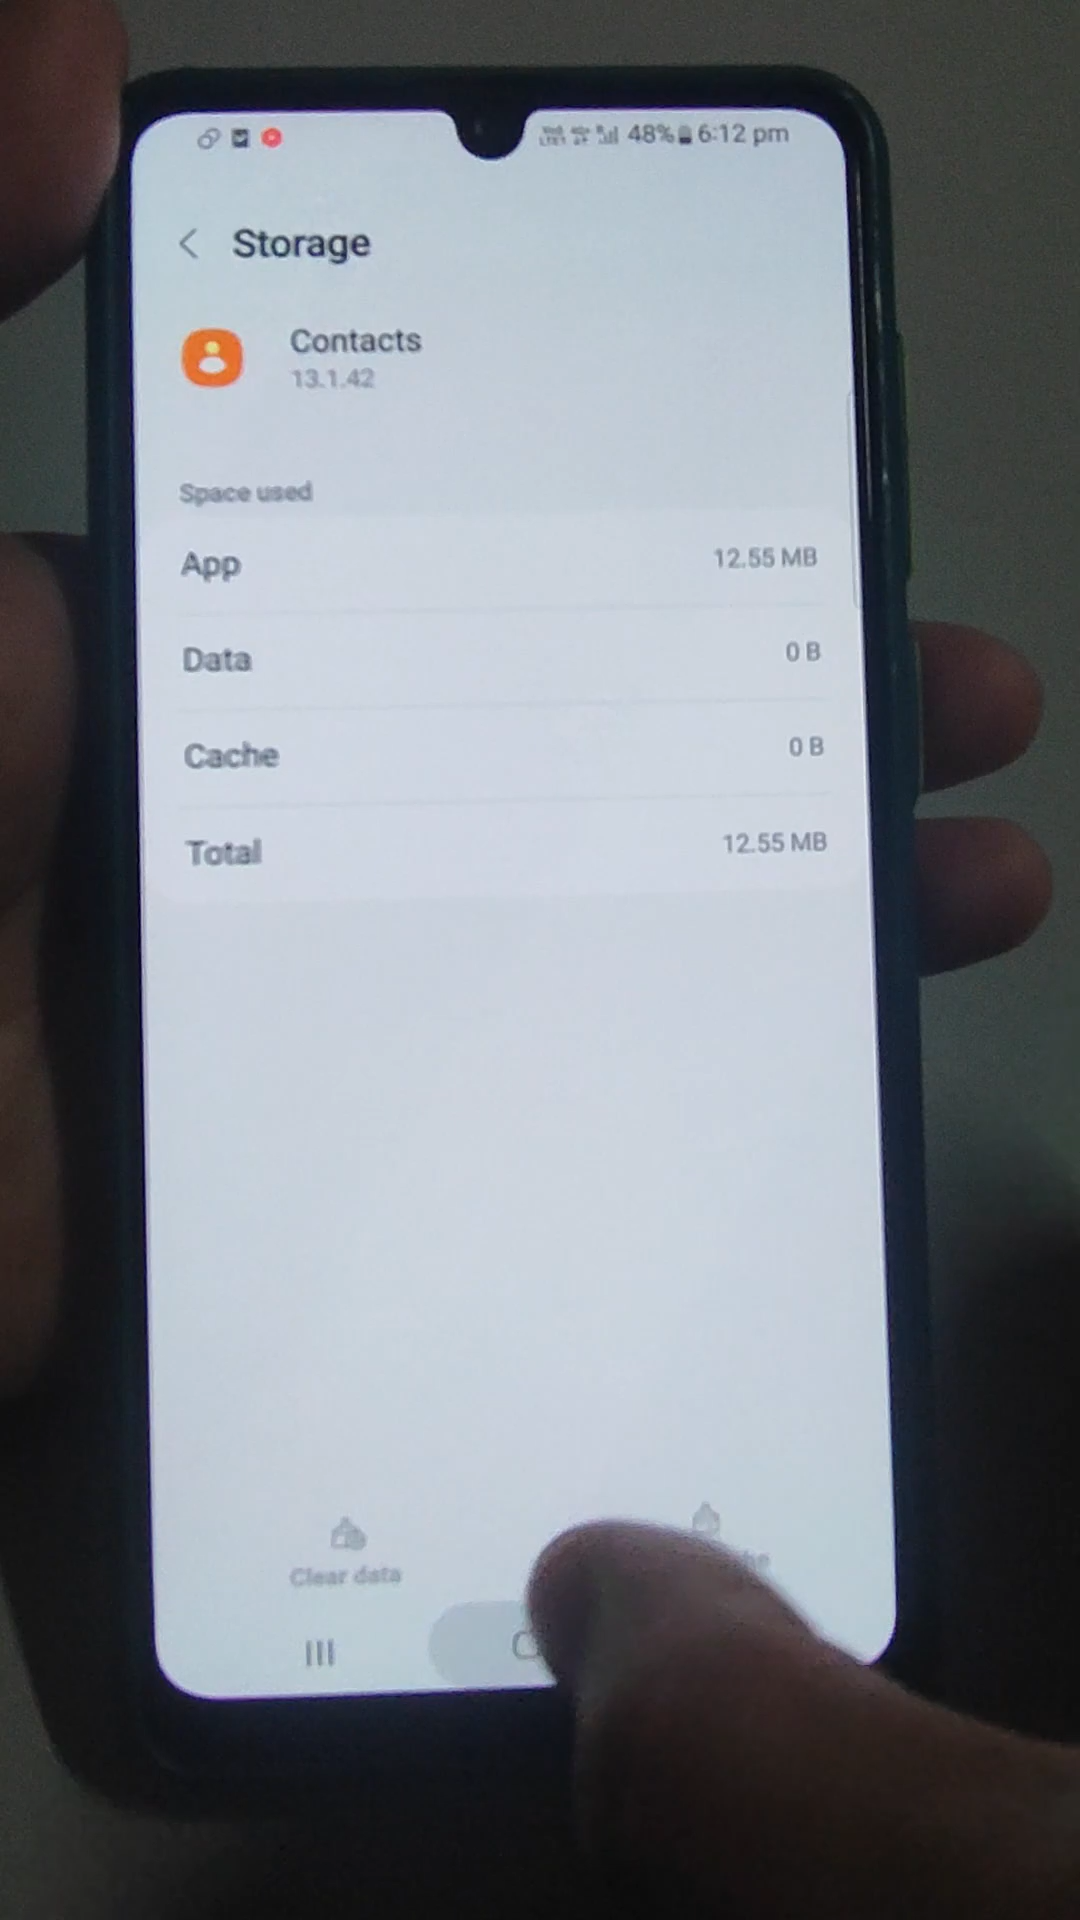 48% 6:12 pm
Storage
Contacts
13.1.42
Space used
App 12.55 MB
Data 0 B
Cache 0 B
Total 12.55 MB
Clear data